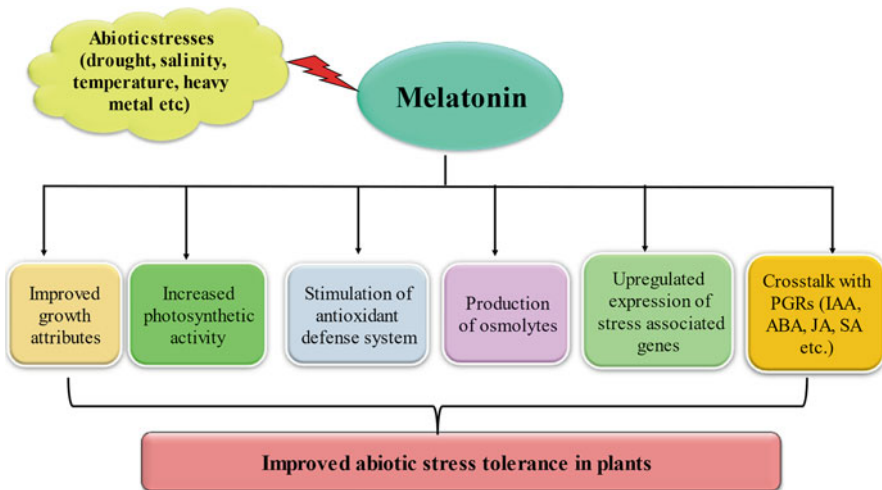 Abioticstresses
(drought, salinity,
temperature, heavy
metal etc.)
Melatonin
Improved
growth
attributes
Increased
photosynthetic
activity
Stimulation of
antioxidant
defense system
Production
of osmolytes
Upregulated
expression of
stress associated
genes
Crosstalk with
PGRs (IAA,
ABA, JA, SA
etc.)
Improved abiotic stress tolerance in plants